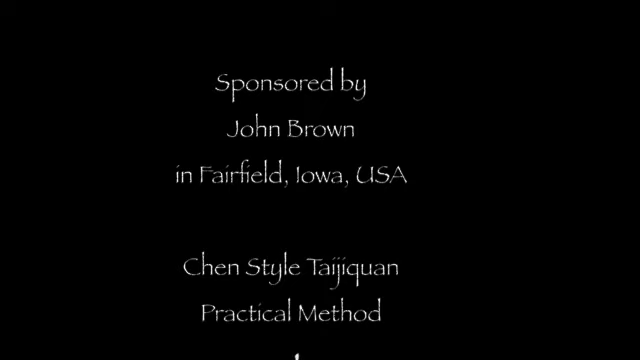 Sponsored by
John Brown
in Fairfield, Iowa, USA
Chen Style Taijiquan
Practical Method